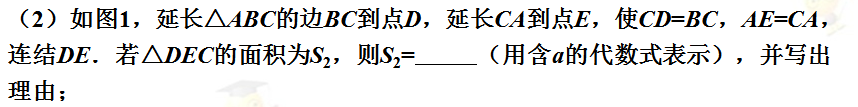 （2）如图1，延长△ABC的边BC到点D，延长CA到点E，使CD=BC，AE=CA，
连结DE．若△DEC的面积为S₂，则S₂=_____（用含a的代数式表示），并写出
理由；